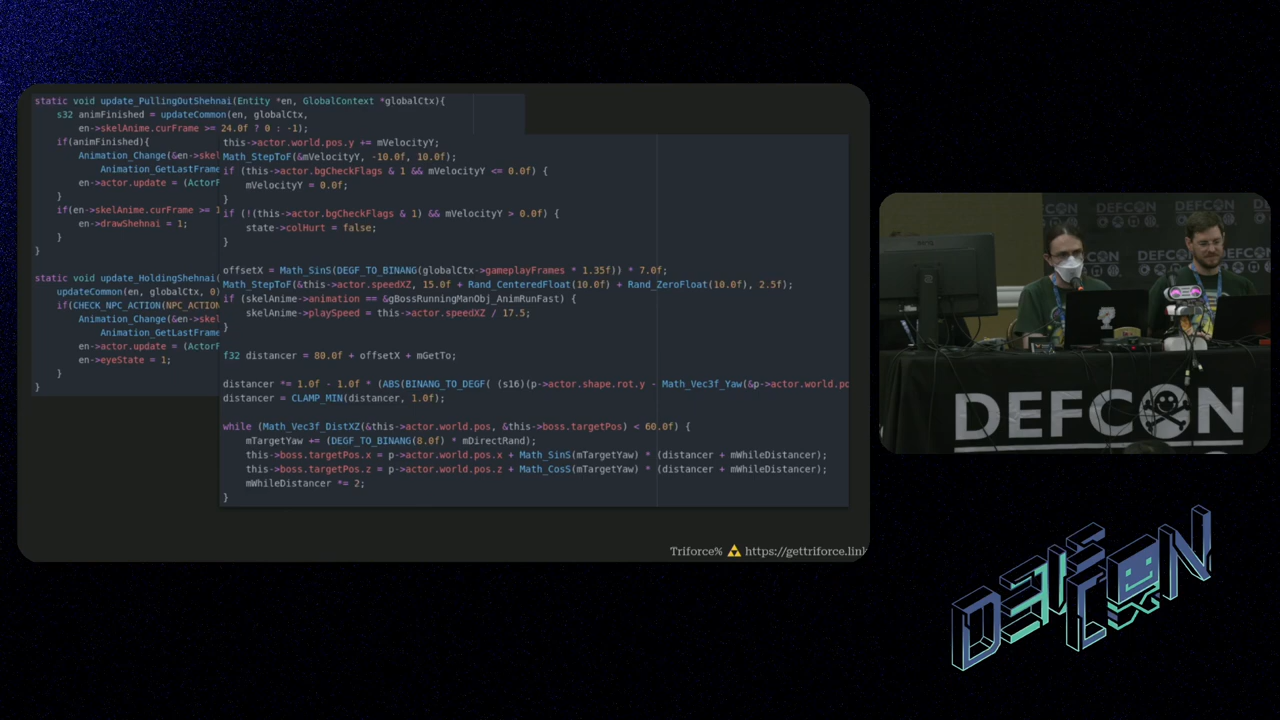 static void update_PullingOutShehnai(Entity *en, GlobalContext *globalCtx){
s32 animFinished = updateCommon(en, globalCtx,
en->skelAnime.curFrame >= 24.0f ? 0 : -1);
if(animFinished){
Animation_Change(&en->skel
Animation_GetLastFrame
en->actor.update = (ActorF
}
if(en->skelAnime.curFrame >= 1
en->drawShehnai = 1;
}
}
static void update_HoldingShehnai(
updateCommon(en, globalCtx, 0)
if(CHECK_NPC_ACTION(NPC_ACTION
Animation_Change(&en->skel
Animation_GetLastFrame
en->actor.update = (ActorF
en->eyeState = 1;
}
}
this->actor.world.pos.y += mVelocityY;
Math_StepToF(&mVelocityY, -10.0f, 10.0f);
if (this->actor.bgCheckFlags & 1 && mVelocityY <= 0.0f) {
mVelocityY = 0.0f;
}
if (!(this->actor.bgCheckFlags & 1) && mVelocityY > 0.0f) {
state->colHurt = false;
}
offsetX = Math_SinS(DEGF_TO_BINANG(globalCtx->gameplayFrames * 1.35f)) * 7.0f;
Math_StepToF(&this->actor.speedXZ, 15.0f + Rand_CenteredFloat(10.0f) + Rand_ZeroFloat(10.0f), 2.5f);
if (skelAnime->animation == &gBossRunningManObj_AnimRunFast) {
skelAnime->playSpeed = this->actor.speedXZ / 17.5;
}
f32 distancer = 80.0f + offsetX + mGetTo;
distancer *= 1.0f - 1.0f * (ABS(BINANG_TO_DEGF( (s16)(p->actor.shape.rot.y - Math_Vec3f_Yaw(&p->actor.world.po
distancer = CLAMP_MIN(distancer, 1.0f);
while (Math_Vec3f_DistXZ(&this->actor.world.pos, &this->boss.targetPos) < 60.0f) {
mTargetYaw += (DEGF_TO_BINANG(8.0f) * mDirectRand);
this->boss.targetPos.x = p->actor.world.pos.x + Math_SinS(mTargetYaw) * (distancer + mWhileDistancer);
this->boss.targetPos.z = p->actor.world.pos.z + Math_CosS(mTargetYaw) * (distancer + mWhileDistancer);
mWhileDistancer *= 2;
}
Triforce% https://gettriforce.link
DEFCON DEFCON
DEFCON
DEFCON